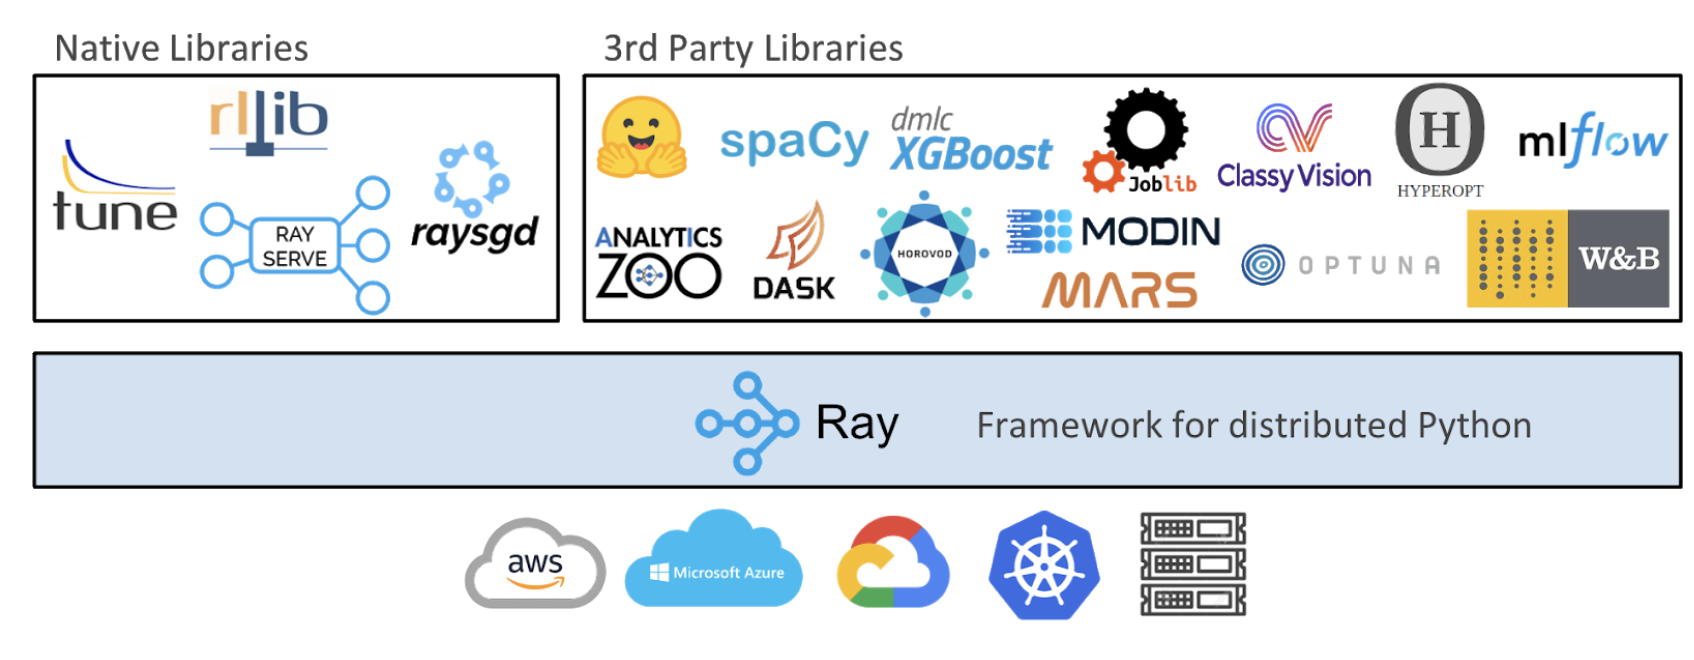 Native Libraries
3rd Party Libraries
rllib
tune
RAY
SERVE
raysgd
spaCy
dmlc
XGBoost
Joblib
Classy Vision
H
HYPEROPT
mlflow
ANALYTICS
ZOO
DASK
HOROVOD
MODIN
MARS
OPTUNA
W&B
Ray
Framework for distributed Python
aws
Microsoft Azure